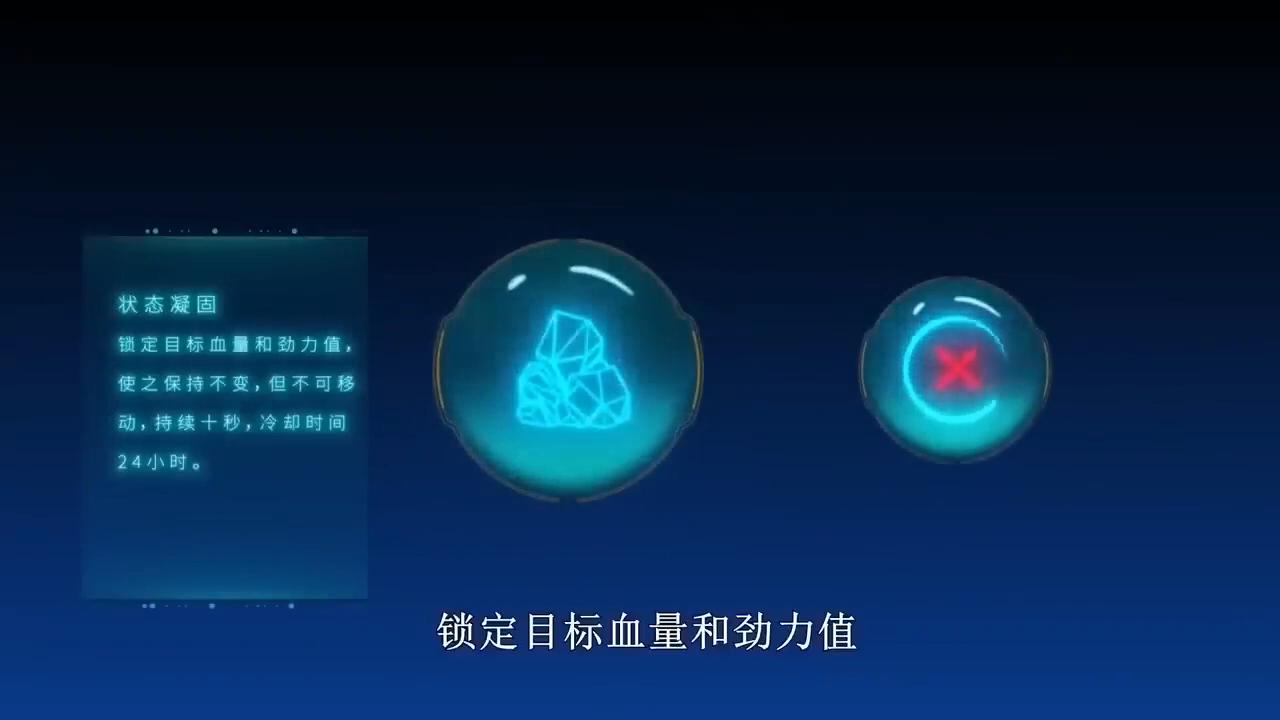 状态凝固
锁定目标血量和劲力值，
使之保持不变，但不可移
动，持续十秒，冷却时间
24小时。
锁定目标血量和劲力值